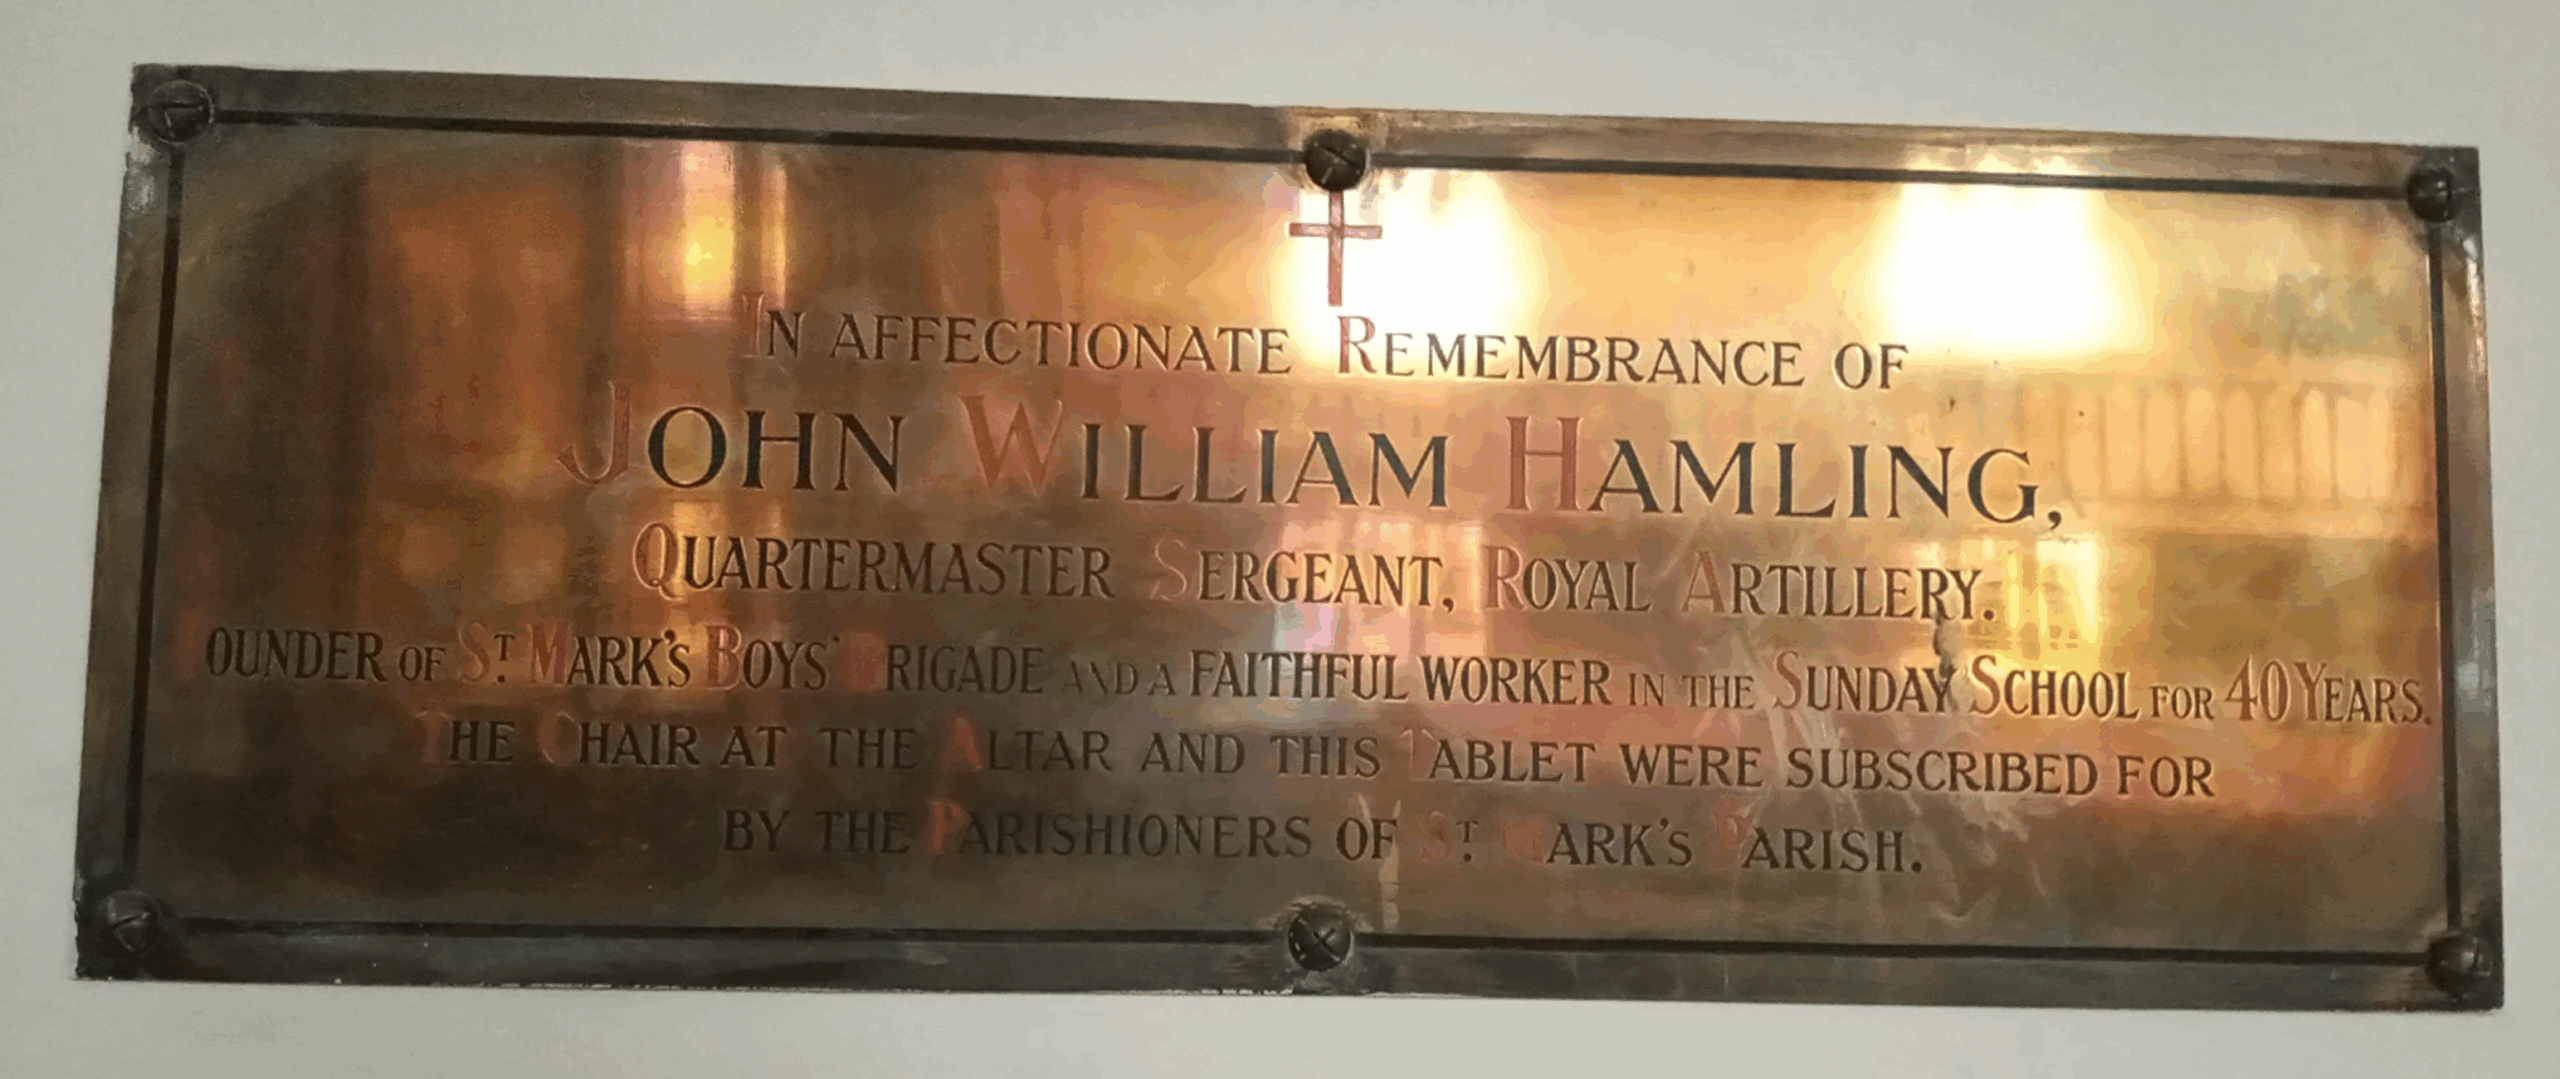 IN AFFECTIONATE REMEMBRANCE OF
JOHN WILLIAM HAMLING,
QUARTERMASTER SERGEANT, ROYAL ARTILLERY.
FOUNDER OF ST. MARK'S BOYS' BRIGADE AND A FAITHFUL WORKER IN THE SUNDAY SCHOOL FOR 40 YEARS.
THE CHAIR AT THE ALTAR AND THIS TABLET WERE SUBSCRIBED FOR
BY THE PARISHIONERS OF ST. MARK'S PARISH.